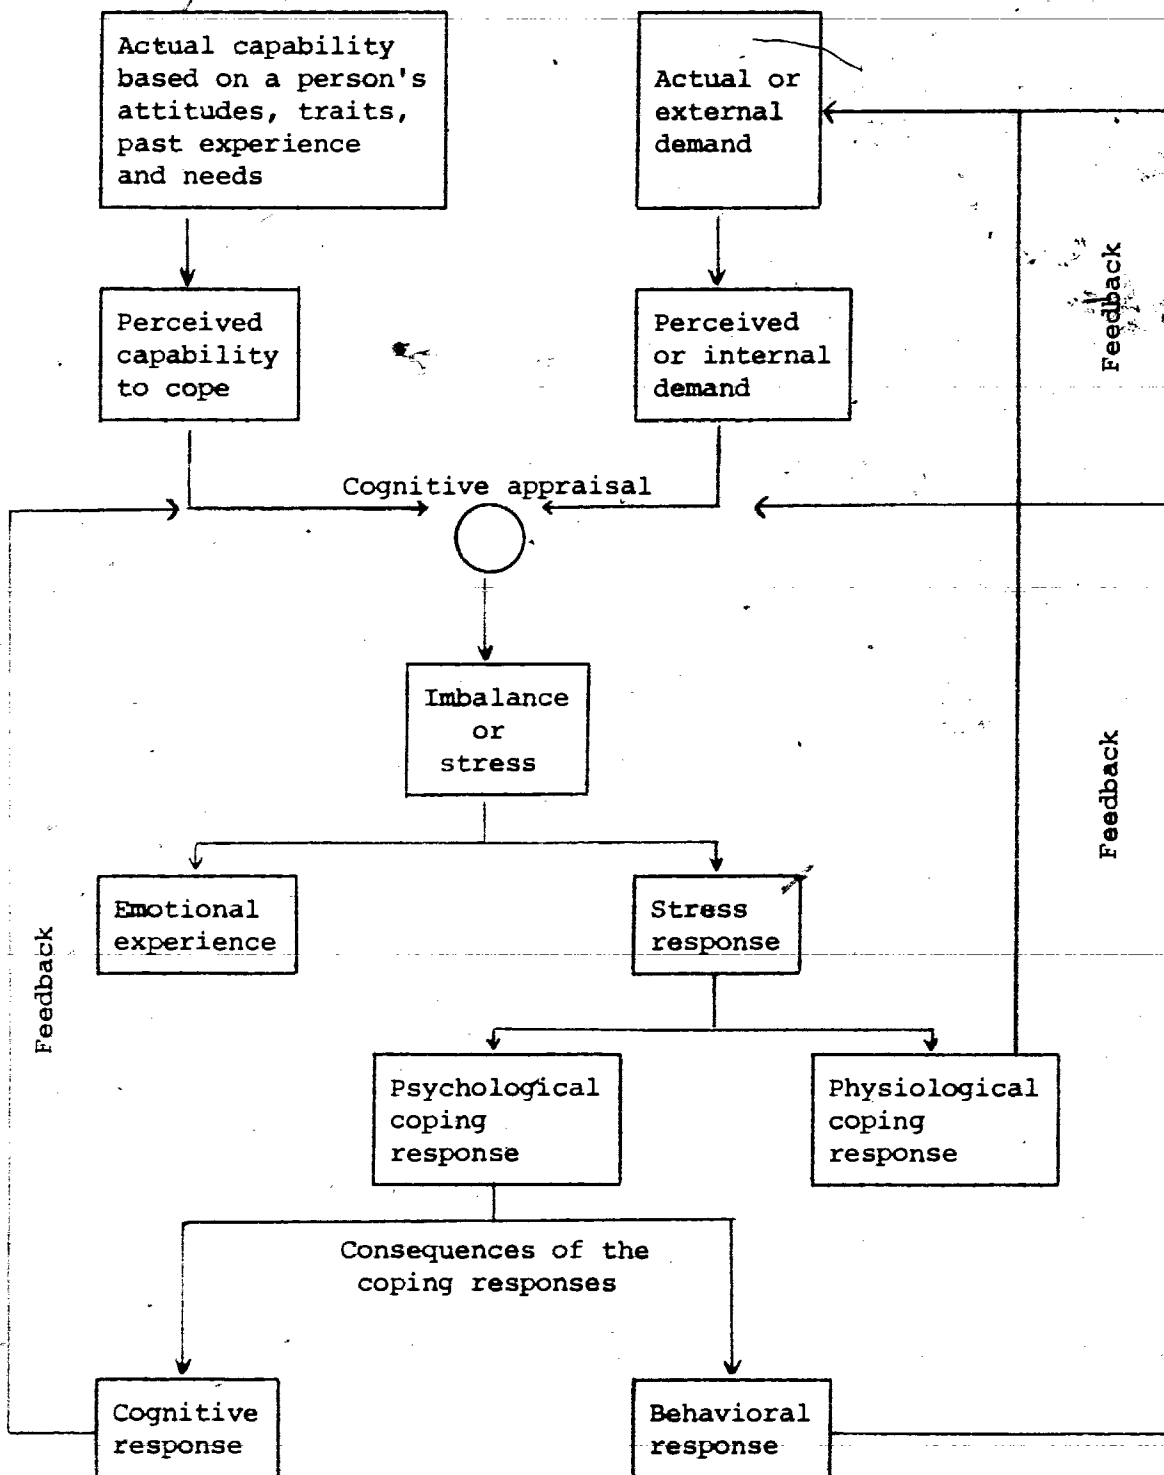 Actual capability
based on a person's
attitudes, traits,
past experience
and needs
Actual or
external
demand
Perceived
capability
to cope
Perceived
or internal
demand
Feedback
Cognitive appraisal
Imbalance
or
stress
Feedback
Emotional
experience
Stress
response
Feedback
Psychological
coping
response
Physiological
coping
response
Consequences of the
coping responses
Cognitive
response
Behavioral
response